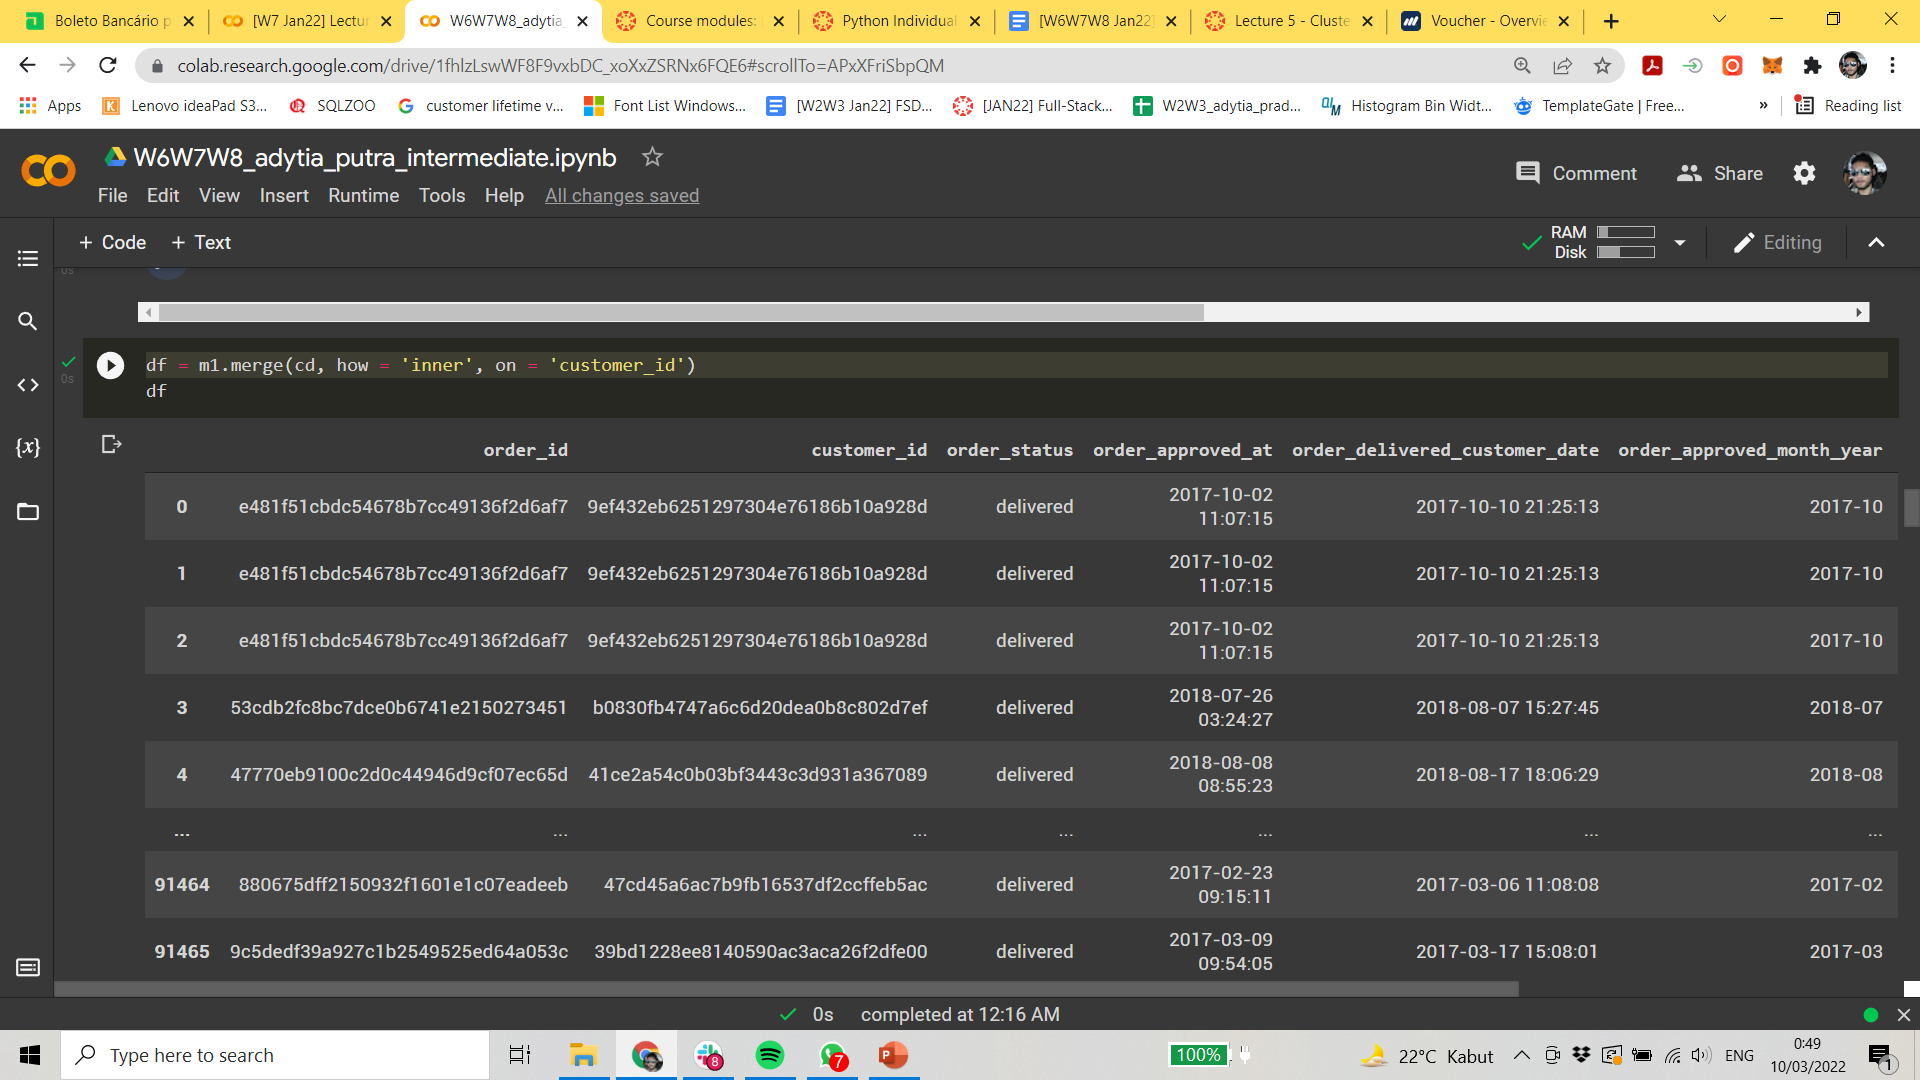 Boleto Bancário p
[W7 Jan22] Lectur
W6W7W8_adytia_
Course modules:
Python Individual
[W6W7W8 Jan22]
Lecture 5 - Cluste
Voucher - Overvie
colab.research.google.com/drive/1fhlzLswWF8F9vxbDC_xoXxZSRNx6FQE6#scrollTo=APxXFriSbpQM
Apps
Lenovo ideaPad S3...
SQLZOO
customer lifetime v...
Font List Windows...
[W2W3 Jan22] FSD...
[JAN22] Full-Stack...
W2W3_adytia_prad...
Histogram Bin Widt...
TemplateGate | Free...
»
Reading list
W6W7W8_adytia_putra_intermediate.ipynb
Comment
Share
File Edit View Insert Runtime Tools Help All changes saved
+ Code + Text
RAM
Disk
Editing
0s
df = m1.merge(cd, how = 'inner', on = 'customer_id')
0s
df
order_id customer_id order_status order_approved_at order_delivered_customer_date order_approved_month_year
0 e481f51cbdc54678b7cc49136f2d6af7 9ef432eb6251297304e76186b10a928d delivered 2017-10-02 11:07:15 2017-10-10 21:25:13 2017-10
1 e481f51cbdc54678b7cc49136f2d6af7 9ef432eb6251297304e76186b10a928d delivered 2017-10-02 11:07:15 2017-10-10 21:25:13 2017-10
2 e481f51cbdc54678b7cc49136f2d6af7 9ef432eb6251297304e76186b10a928d delivered 2017-10-02 11:07:15 2017-10-10 21:25:13 2017-10
3 53cdb2fc8bc7dce0b6741e2150273451 b0830fb4747a6c6d20dea0b8c802d7ef delivered 2018-07-26 03:24:27 2018-08-07 15:27:45 2018-07
4 47770eb9100c2d0c44946d9cf07ec65d 41ce2a54c0b03bf3443c3d931a367089 delivered 2018-08-08 08:55:23 2018-08-17 18:06:29 2018-08
... ... ... ... ... ... ...
91464 880675dff2150932f1601e1c07eadeeb 47cd45a6ac7b9fb16537df2ccffeb5ac delivered 2017-02-23 09:15:11 2017-03-06 11:08:08 2017-02
91465 9c5dedf39a927c1b2549525ed64a053c 39bd1228ee8140590ac3aca26f2dfe00 delivered 2017-03-09 09:54:05 2017-03-17 15:08:01 2017-03
0s completed at 12:16 AM
Type here to search
8
7
100%
22°C Kabut
ENG
0:49
10/03/2022
1